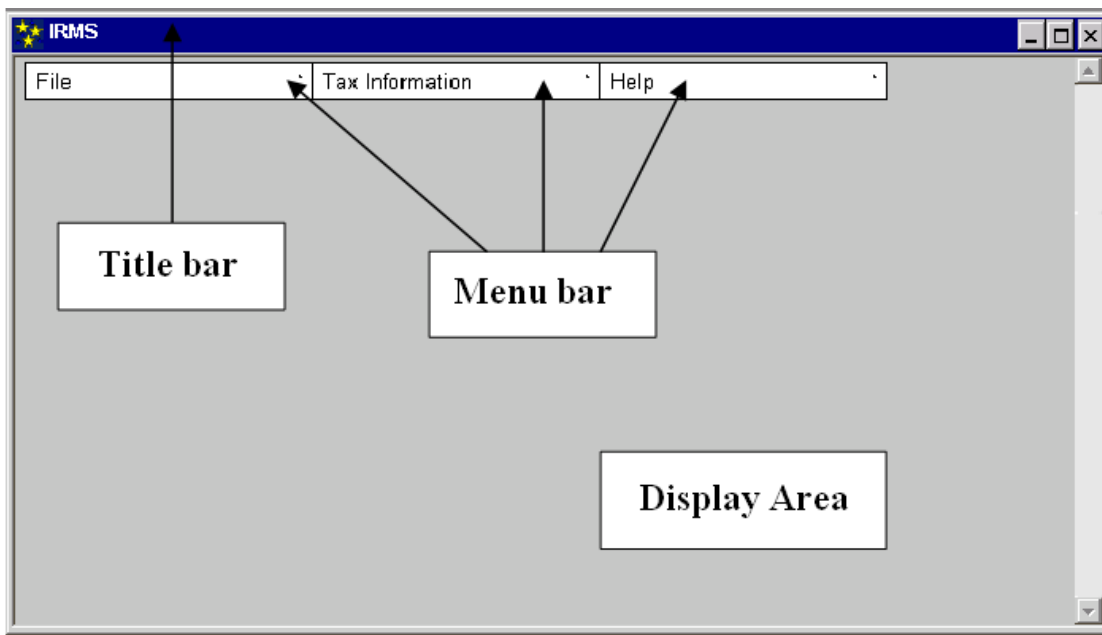 IRMS
File Tax Information Help
Title bar
Menu bar
Display Area